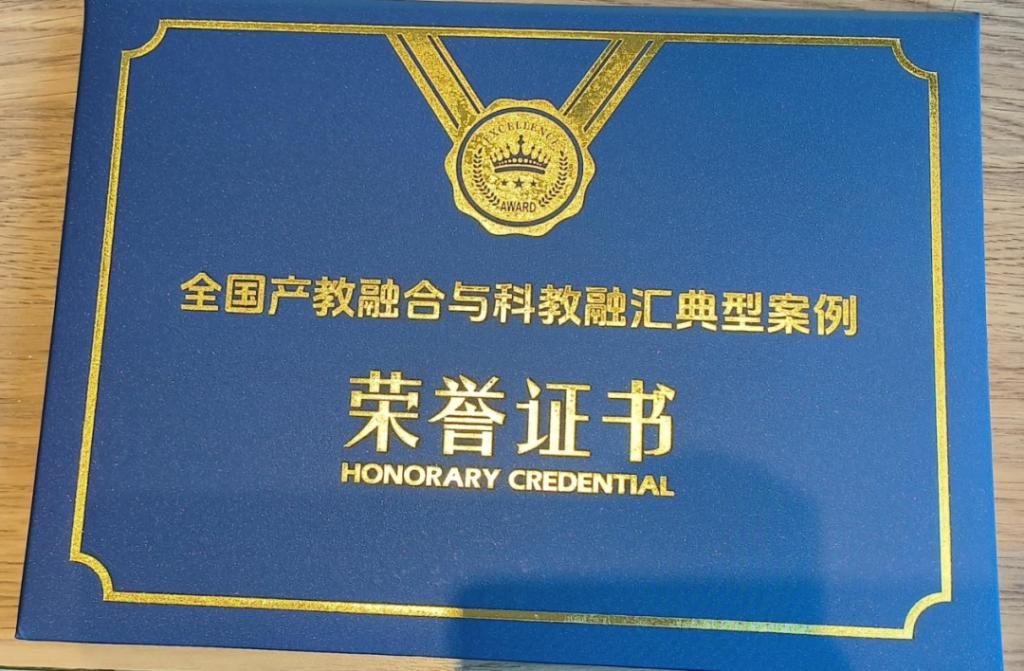 EXCELLENCE
AWARD
全国产教融合与科教融汇典型案例
荣誉证书
HONORARY CREDENTIAL